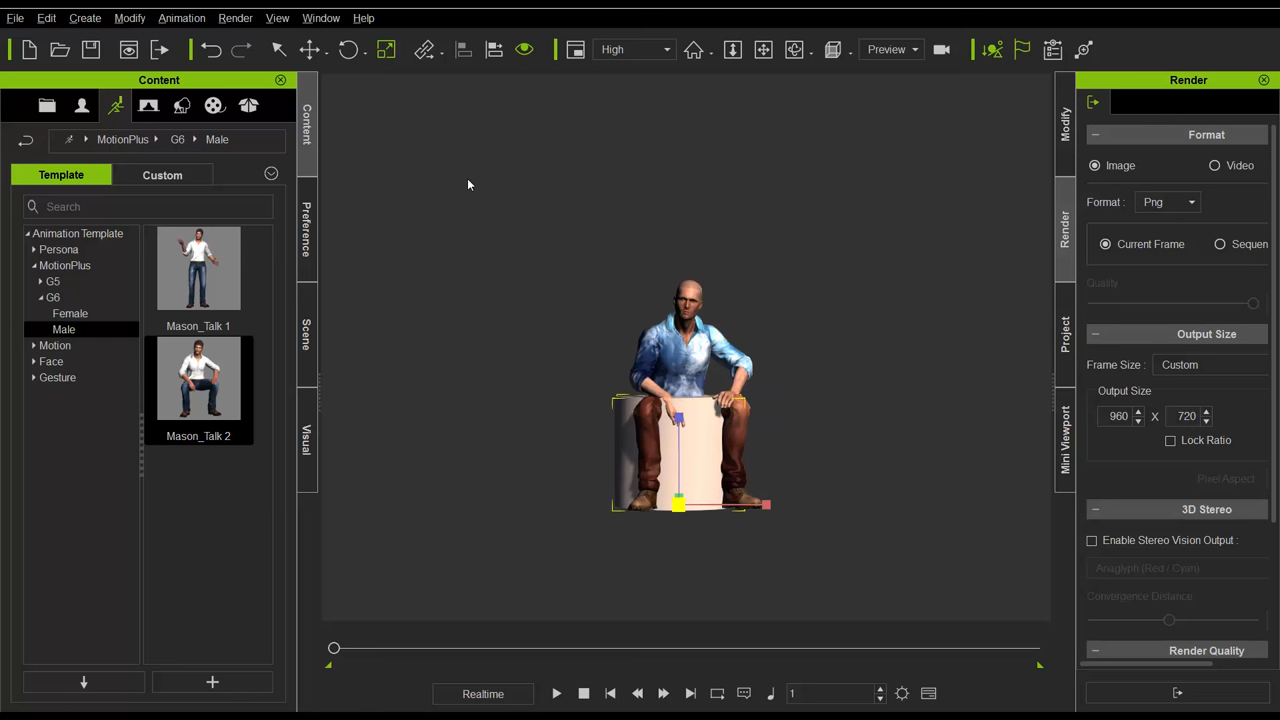 File Edit Create Modify Animation Render View Window Help
High
Preview
Content
MotionPlus G6 Male
Template Custom
Search
Animation Template
Persona
MotionPlus
G5
G6
Female
Male
Motion
Face
Gesture
Mason_Talk 1
Mason_Talk 2
Content
Preference
Scene
Visual
Realtime
1
Modify
Render
Project
Mini Viewport
Render
Format
Image Video
Format : Png
Current Frame Sequen
Quality
Output Size
Frame Size : Custom
Output Size
960 X 720
Lock Ratio
Pixel Aspect
3D Stereo
Enable Stereo Vision Output :
Anaglyph (Red / Cyan)
Convergence Distance
Render Quality